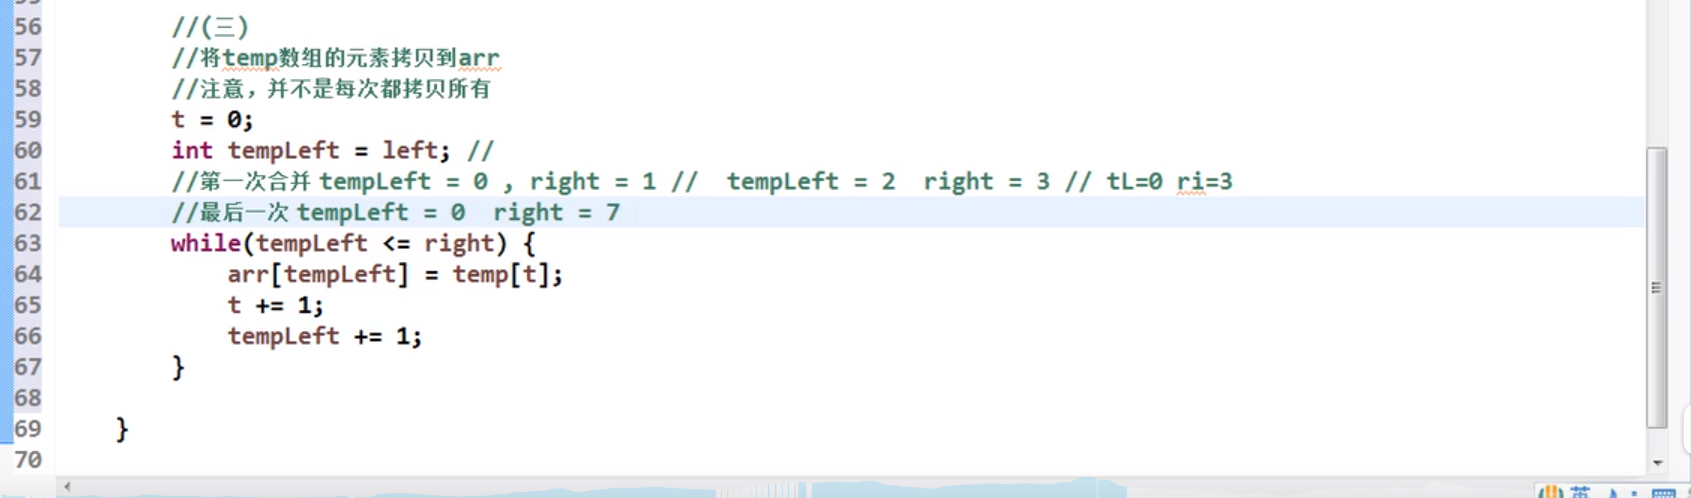 56 //(三)
57 //将temp数组的元素拷贝到arr
58 //注意，并不是每次都拷贝所有
59 t = 0;
60 int tempLeft = left; //
61 //第一次合并 tempLeft = 0 , right = 1 //  tempLeft = 2  right = 3 // tL=0 ri=3
62 //最后一次 tempLeft = 0  right = 7
63 while(tempLeft <= right) {
64 arr[tempLeft] = temp[t];
65 t += 1;
66 tempLeft += 1;
67 }
68
69 }
70
英